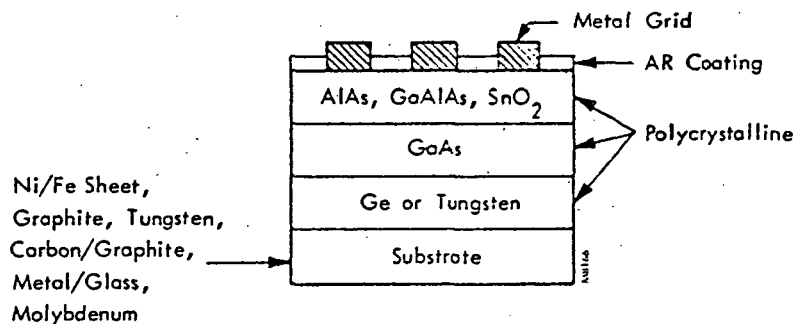 Metal Grid
AR Coating
AlAs, GaAlAs, SnO2
Polycrystalline
GaAs
Ni/Fe Sheet,
Graphite, Tungsten,
Carbon/Graphite,
Metal/Glass,
Molybdenum
Ge or Tungsten
Substrate